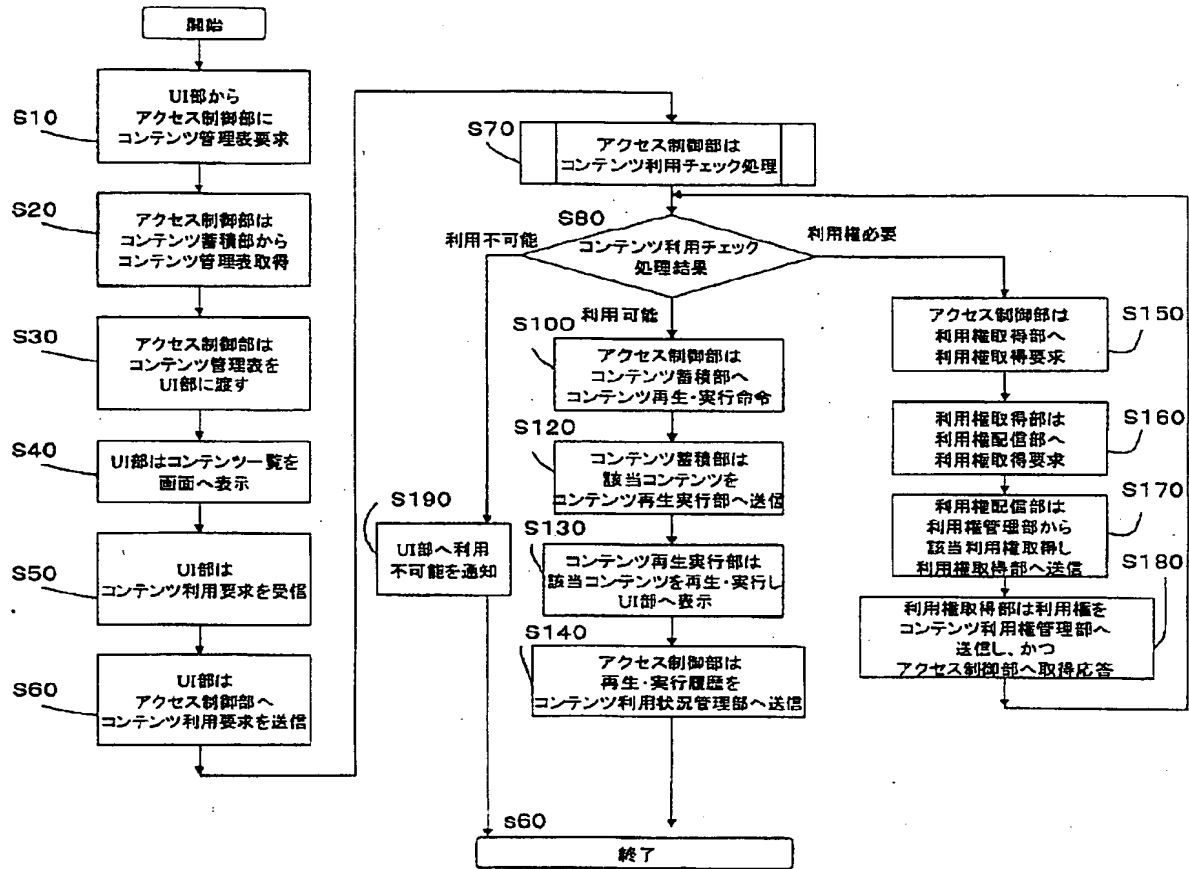 開始
S10
UI部から
アクセス制御部に
コンテンツ管理表要求
S20
アクセス制御部は
コンテンツ蓄積部から
コンテンツ管理表取得
S30
アクセス制御部は
コンテンツ管理表を
UI部に渡す
S40
UI部はコンテンツ一覧を
画面へ表示
S50
UI部は
コンテンツ利用要求を受信
S60
UI部は
アクセス制御部へ
コンテンツ利用要求を送信
S70
アクセス制御部は
コンテンツ利用チェック処理
S80
コンテンツ利用チェック
処理結果
利用不可能
利用可能
利用権必要
S100
アクセス制御部は
コンテンツ蓄積部へ
コンテンツ再生・実行命令
S120
コンテンツ蓄積部は
該当コンテンツを
コンテンツ再生実行部へ送信
S130
コンテンツ再生実行部は
該当コンテンツを再生・実行し
UI部へ表示
S140
アクセス制御部は
再生・実行履歴を
コンテンツ利用状況管理部へ送信
S190
UI部へ利用
不可能を通知
S150
アクセス制御部は
利用権取得部へ
利用権取得要求
S160
利用権取得部は
利用権配信部へ
利用権取得要求
S170
利用権配信部は
利用権管理部から
該当利用権取得し
利用権取得部へ送信
S180
利用権取得部は利用権を
コンテンツ利用権管理部へ
送信し、かつ
アクセス制御部へ取得応答
s60
終了